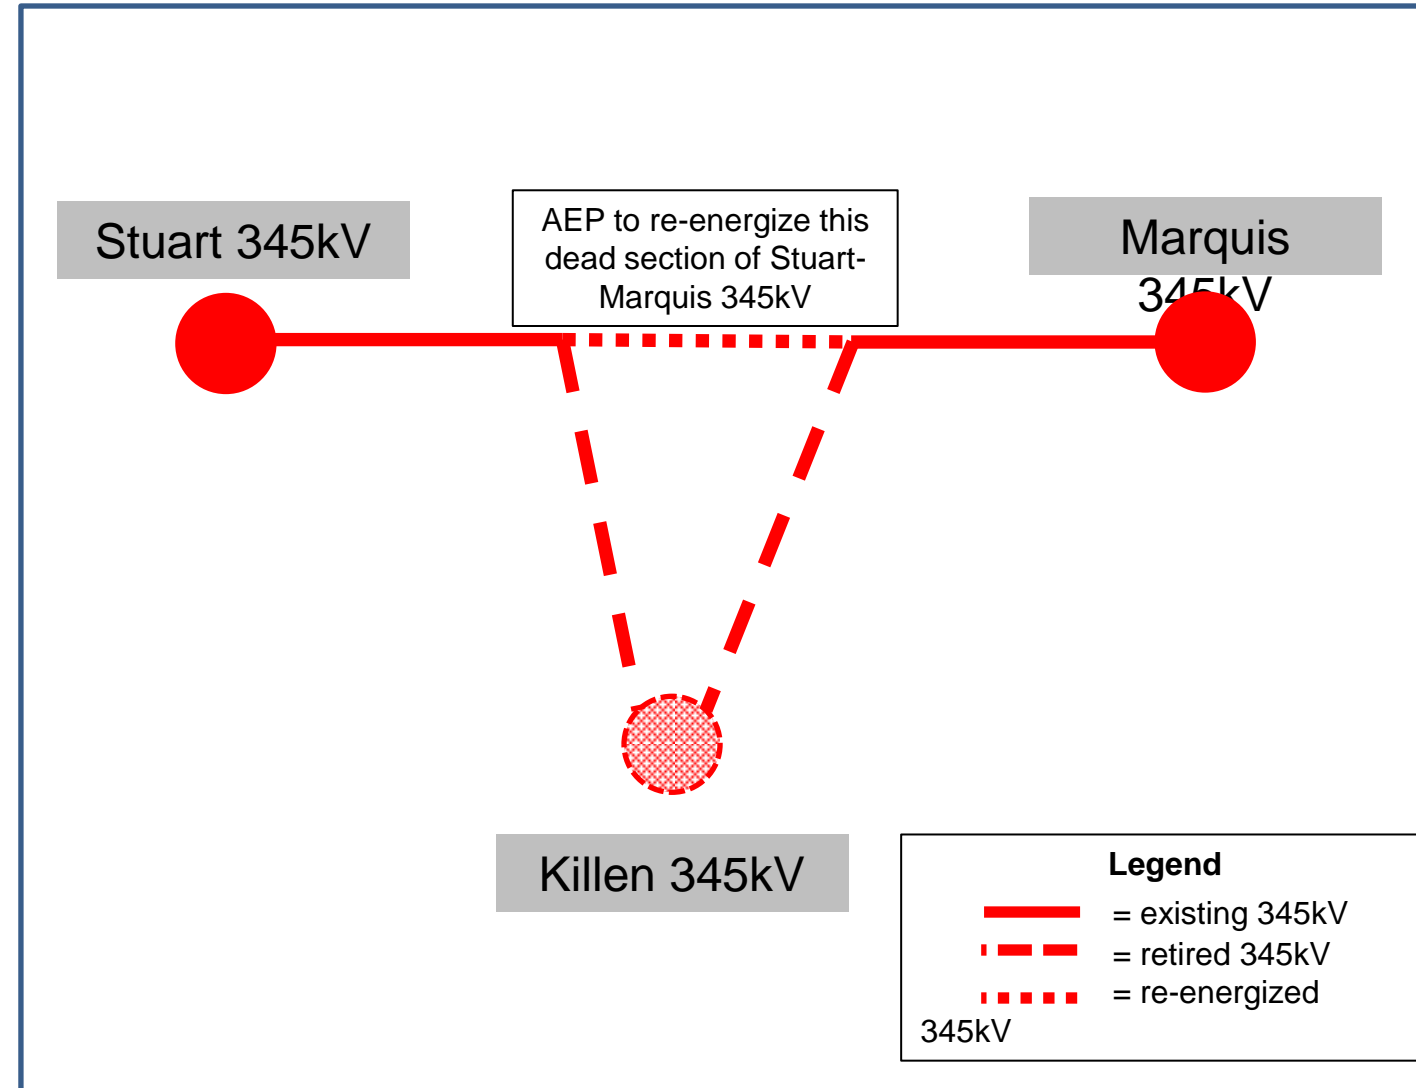 Stuart 345kV
AEP to re-energize this
dead section of Stuart-
Marquis 345kV
Marquis
345kV
Killen 345kV
Legend
= existing 345kV
= retired 345kV
= re-energized
345kV